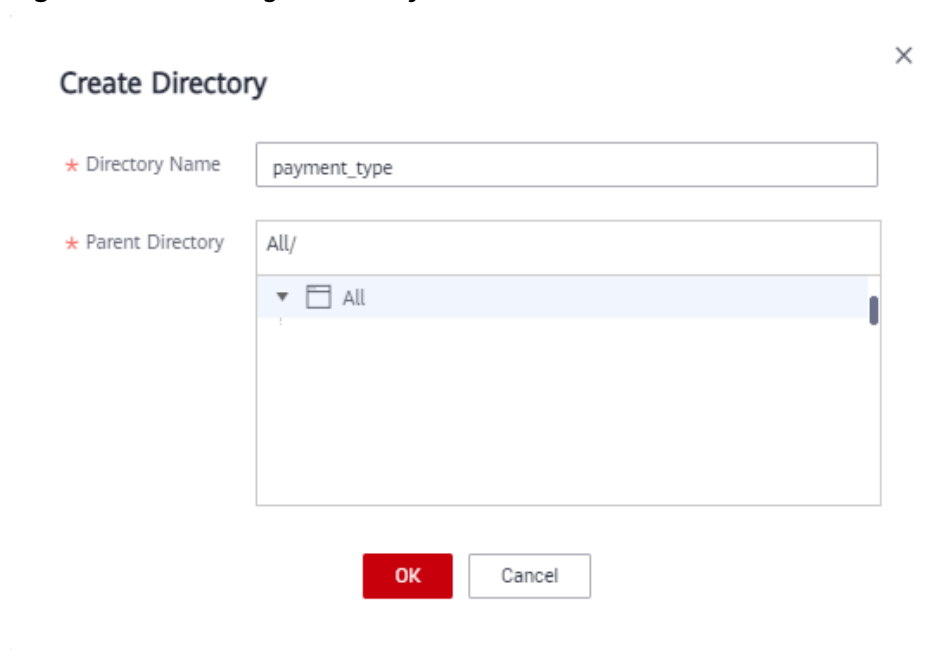 Create Directory
* Directory Name
payment_type
* Parent Directory
All/
All
OK
Cancel